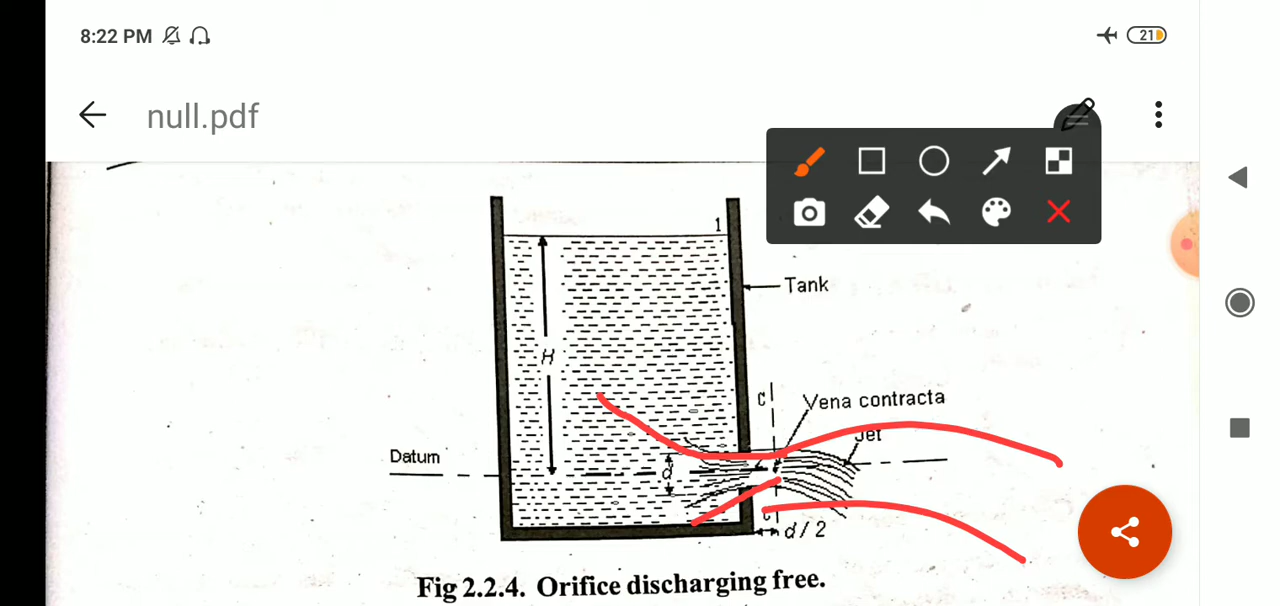 8:22 PM
21
null.pdf
1
Tank
H
C
Vena contracta
Jet
Datum
d
d/2
Fig 2.2.4. Orifice discharging free.